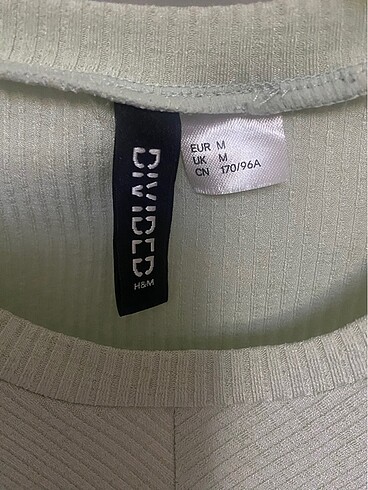 DIVIDED
H&M
EUR M
UK M
CN 170/96A